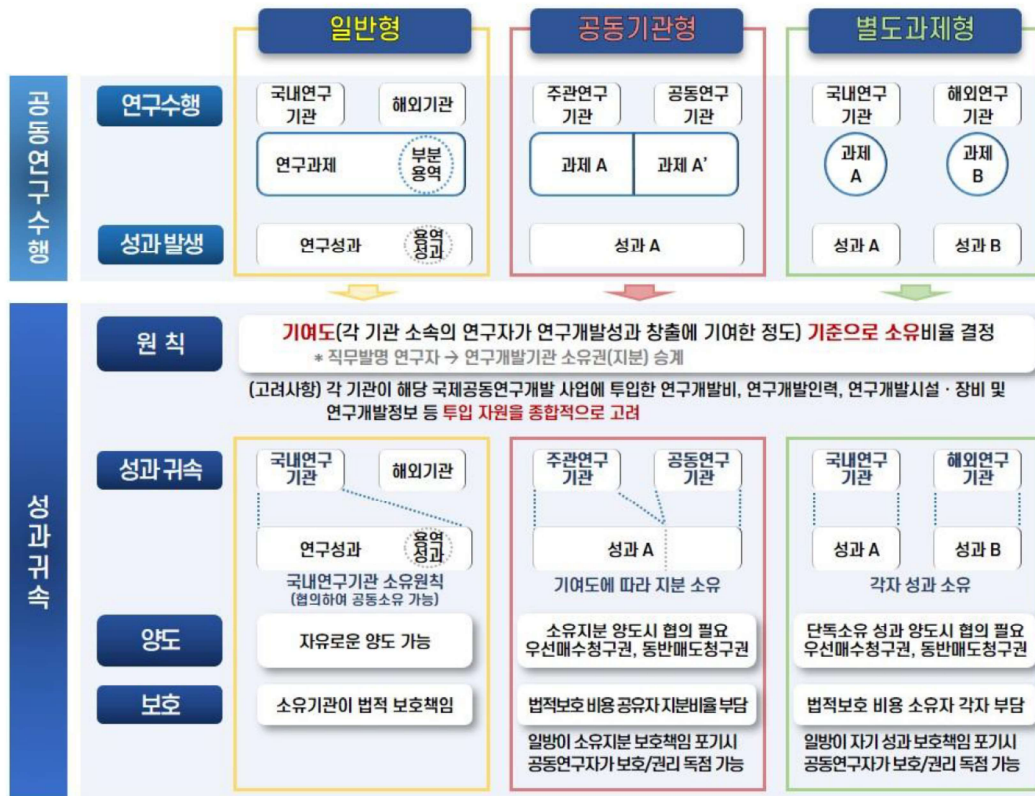 일반형
공동기관형
별도과제형
공동연구수행
연구수행
국내연구
기관
해외기관
주관연구
기관
공동연구
기관
국내연구
기관
해외연구
기관
연구과제
부분
용역
과제 A
과제 A'
과제
A
과제
B
성과 발생
연구성과
용역
성과
성과 A
성과 A
성과 B
성과귀속
원 칙
기여도(각 기관 소속의 연구자가 연구개발성과 창출에 기여한 정도) 기준으로 소유비율 결정
* 직무발명 연구자 → 연구개발기관 소유권(지분) 승계
(고려사항) 각 기관이 해당 국제공동연구개발 사업에 투입한 연구개발비, 연구개발인력, 연구개발시설 · 장비 및
연구개발정보 등 투입 자원을 종합적으로 고려
성과 귀속
국내연구
기관
해외기관
주관연구
기관
공동연구
기관
국내연구
기관
해외연구
기관
연구성과
용역
성과
성과 A
성과 A
성과 B
국내연구기관 소유원칙
(협의하여 공동소유 가능)
기여도에 따라 지분 소유
각자 성과 소유
양도
자유로운 양도 가능
소유지분 양도시 협의 필요
우선매수청구권, 동반매도청구권
단독소유 성과 양도시 협의 필요
우선매수청구권, 동반매도청구권
보호
소유기관이 법적 보호책임
법적보호 비용 공유자 지분비율 부담
법적보호 비용 소유자 각자 부담
일방이 소유지분 보호책임 포기시
공동연구자가 보호/권리 독점 가능
일방이 자기 성과 보호책임 포기시
공동연구자가 보호/권리 독점 가능